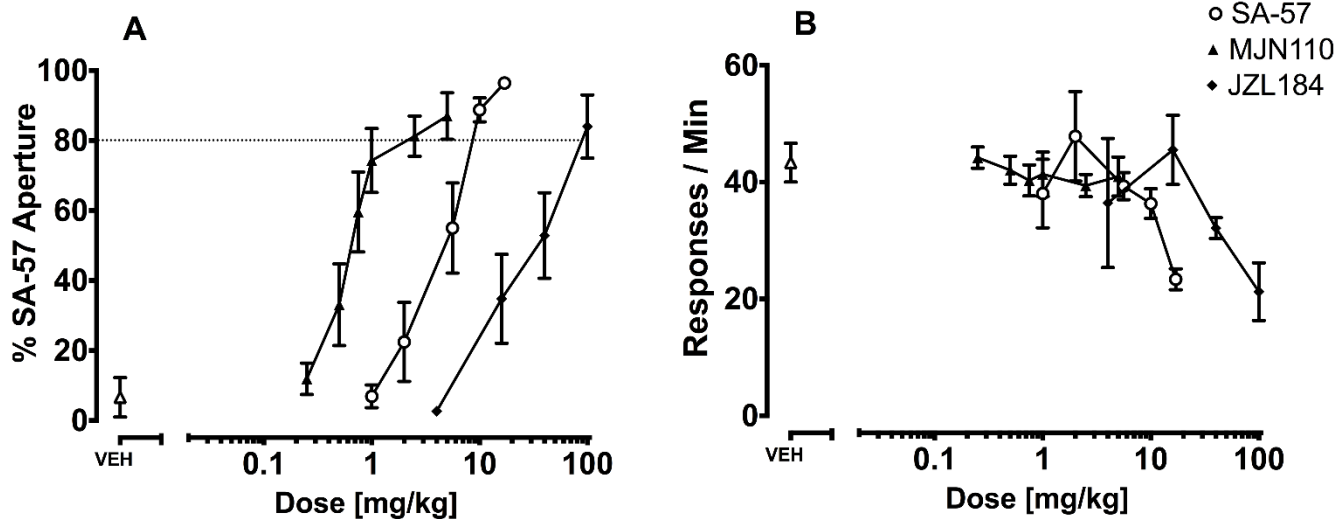 A
% SA-57 Aperture
100
80
60
40
20
0
VEH
0.1 1 10 100
Dose [mg/kg]
B
SA-57
MJN110
JZL184
Responses / Min
60
40
20
0
VEH
0.1 1 10 100
Dose [mg/kg]